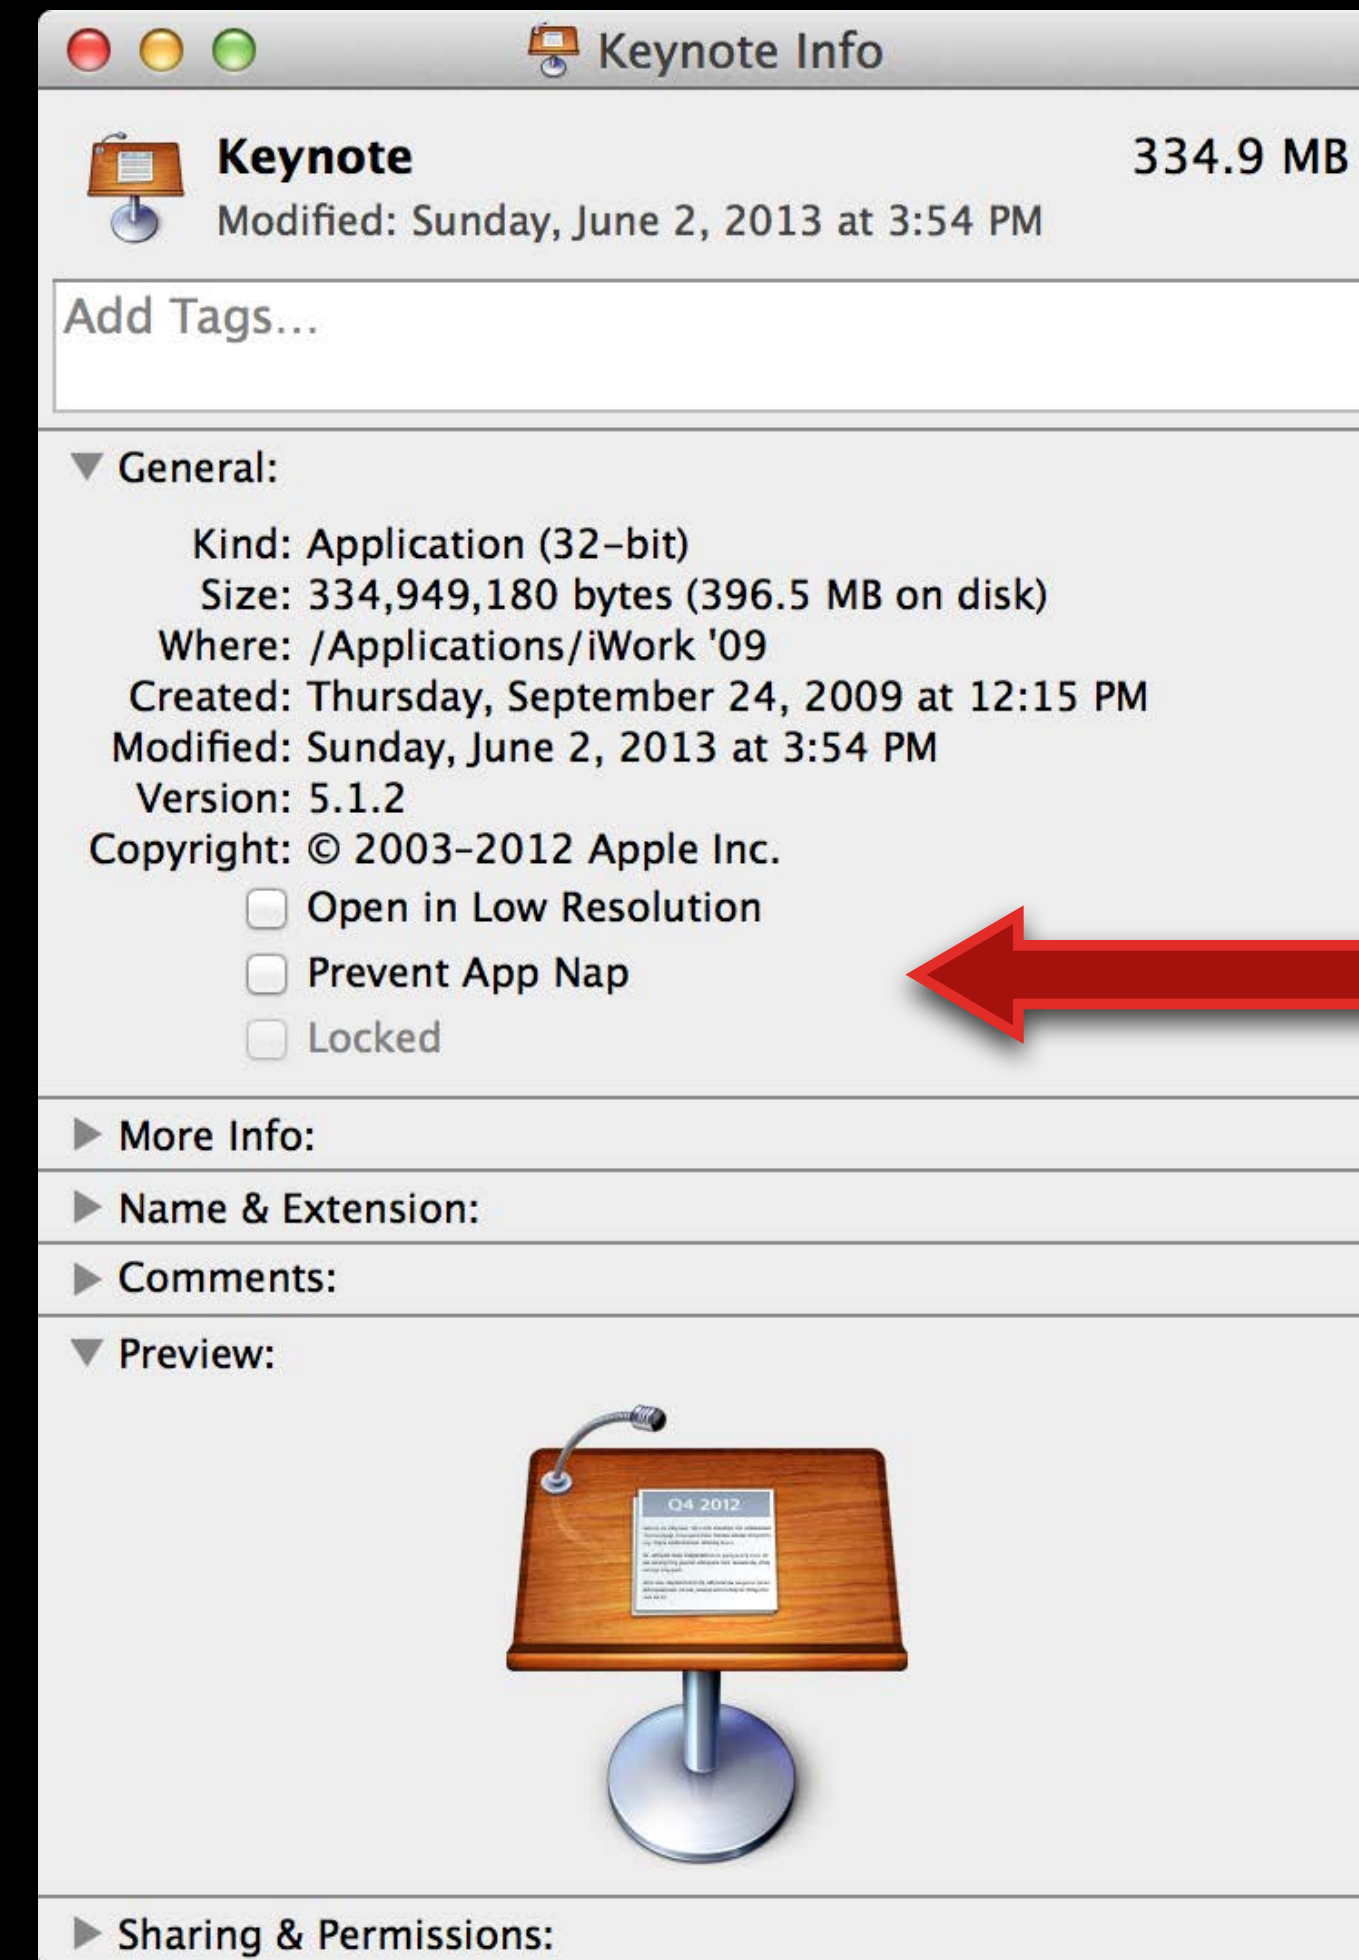 Keynote Info
Keynote 334.9 MB
Modified: Sunday, June 2, 2013 at 3:54 PM
Add Tags...
General:
Kind: Application (32-bit)
Size: 334,949,180 bytes (396.5 MB on disk)
Where: /Applications/iWork '09
Created: Thursday, September 24, 2009 at 12:15 PM
Modified: Sunday, June 2, 2013 at 3:54 PM
Version: 5.1.2
Copyright: © 2003-2012 Apple Inc.
Open in Low Resolution
Prevent App Nap
Locked
More Info:
Name & Extension:
Comments:
Preview:
Q4 2012
Sharing & Permissions: